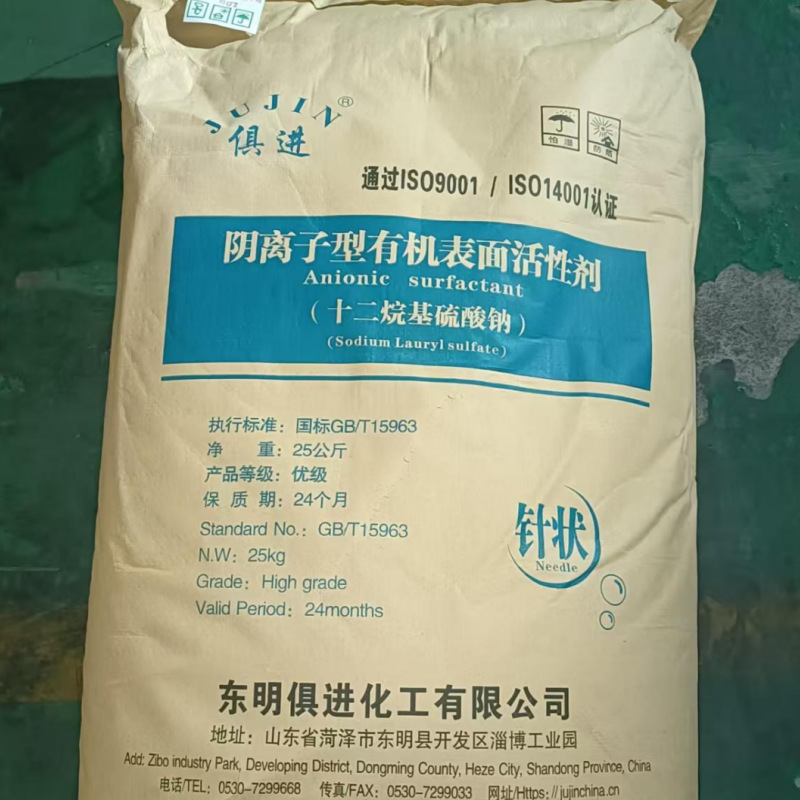 JUJIN®
俱进
怕湿
防晒
通过ISO9001 / ISO14001认证
阴离子型有机表面活性剂
Anionic surfactant
(十二烷基硫酸钠)
(Sodium Lauryl sulfate)
执行标准: 国标GB/T15963
净 重: 25公斤
产品等级: 优级
保 质 期: 24个月
Standard No.: GB/T15963
N.W: 25kg
Grade: High grade
Valid Period: 24months
针状
Needle
东明俱进化工有限公司
地址: 山东省菏泽市东明县开发区淄博工业园
Add: Zibo industry Park, Developing District, Dongming County, Heze City, Shandong Province, China
电话/TEL: 0530-7299668 传真/FAX: 0530-7299033 网址/Https: // jujinchina.cn